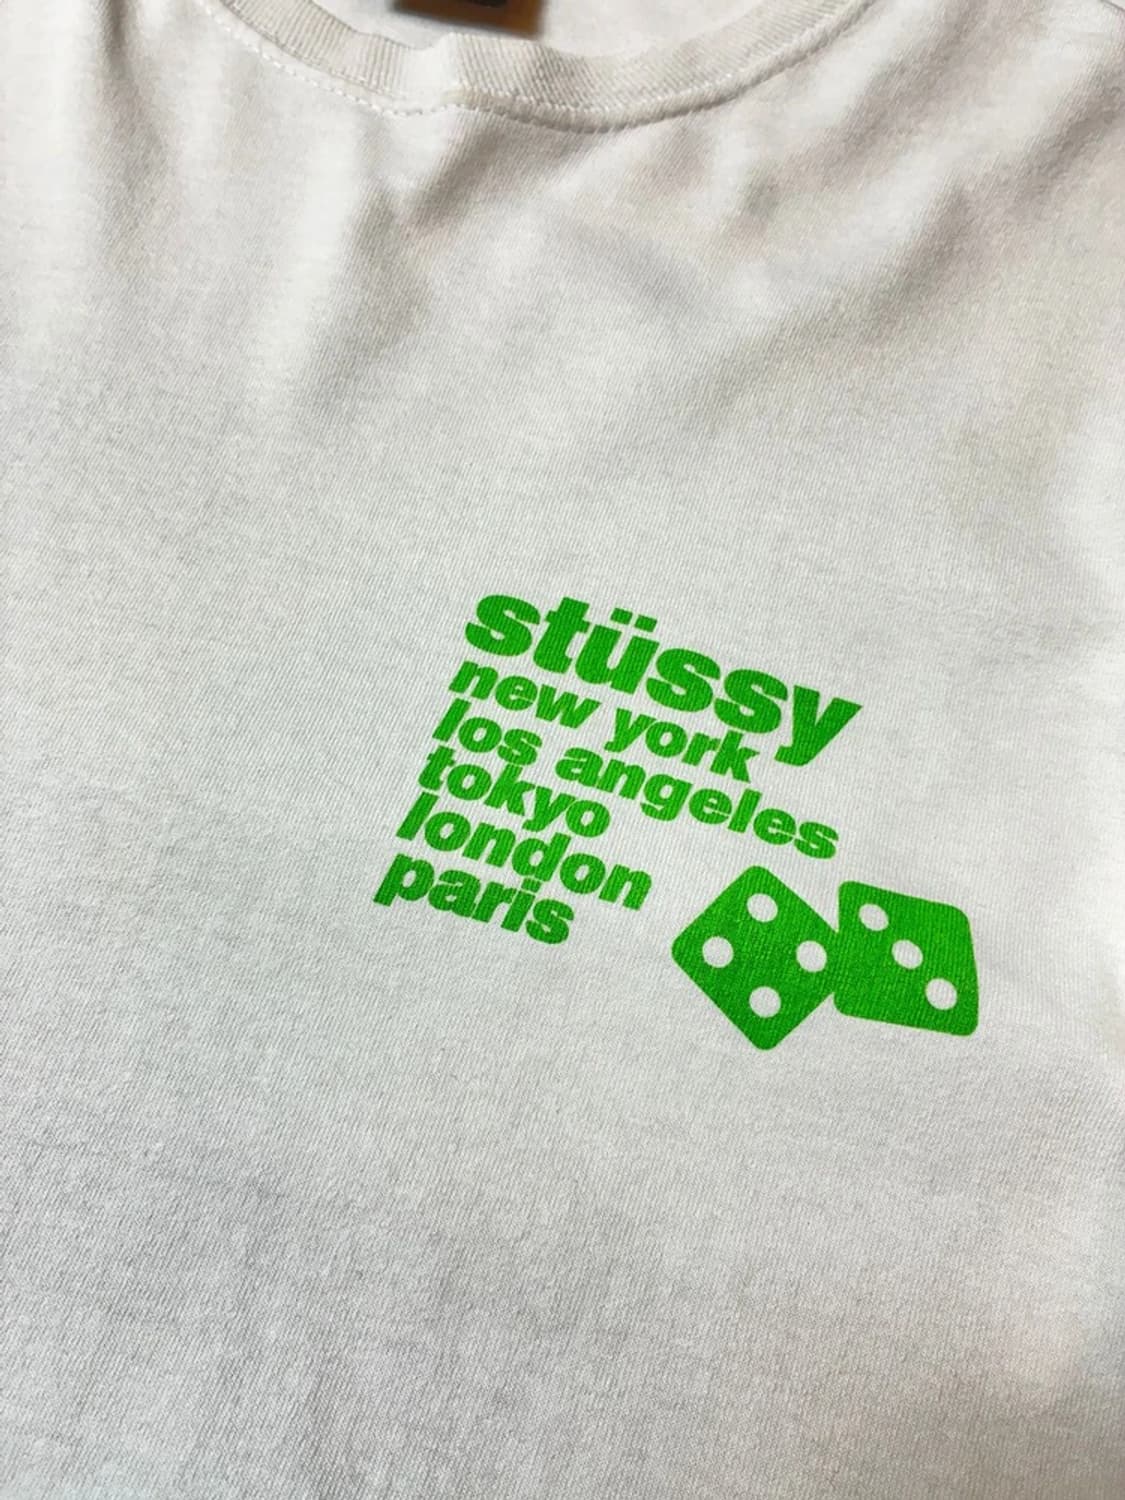 stüssy
new york
los angeles
tokyo
london
paris